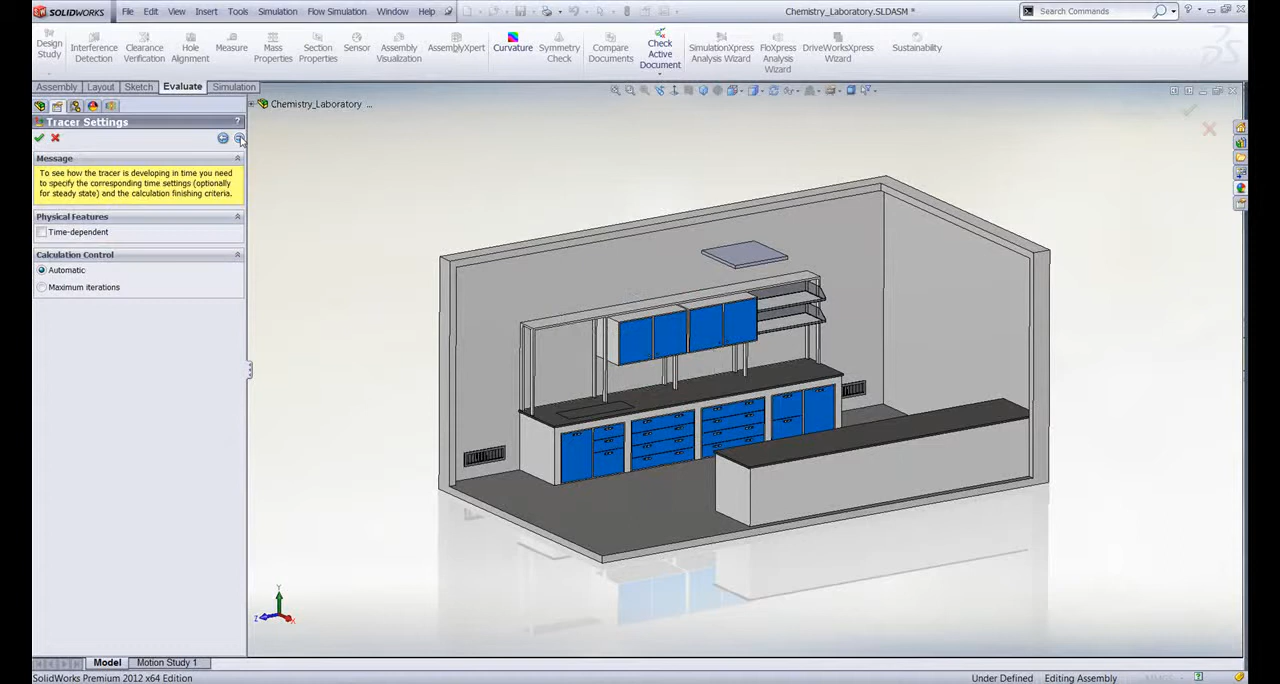 SOLIDWORKS File Edit View Insert Tools Simulation Flow Simulation Window Help Chemistry_Laboratory.SLDASM * Search Commands
Design Study Interference Detection Clearance Verification Hole Alignment Measure Mass Properties Section Properties Sensor Assembly Visualization AssemblyXpert Curvature Symmetry Check Compare Documents Check Active Document SimulationXpress Analysis Wizard FloXpress Analysis Wizard DriveWorksXpress Wizard Sustainability
Assembly Layout Sketch Evaluate Simulation
Chemistry_Laboratory ...
Tracer Settings ?
Message
To see how the tracer is developing in time you need
to specify the corresponding time settings (optionally
for steady state) and the calculation finishing criteria.
Physical Features
Time-dependent
Calculation Control
Automatic
Maximum iterations
Y
Z
X
Model Motion Study 1
SolidWorks Premium 2012 x64 Edition Under Defined Editing Assembly